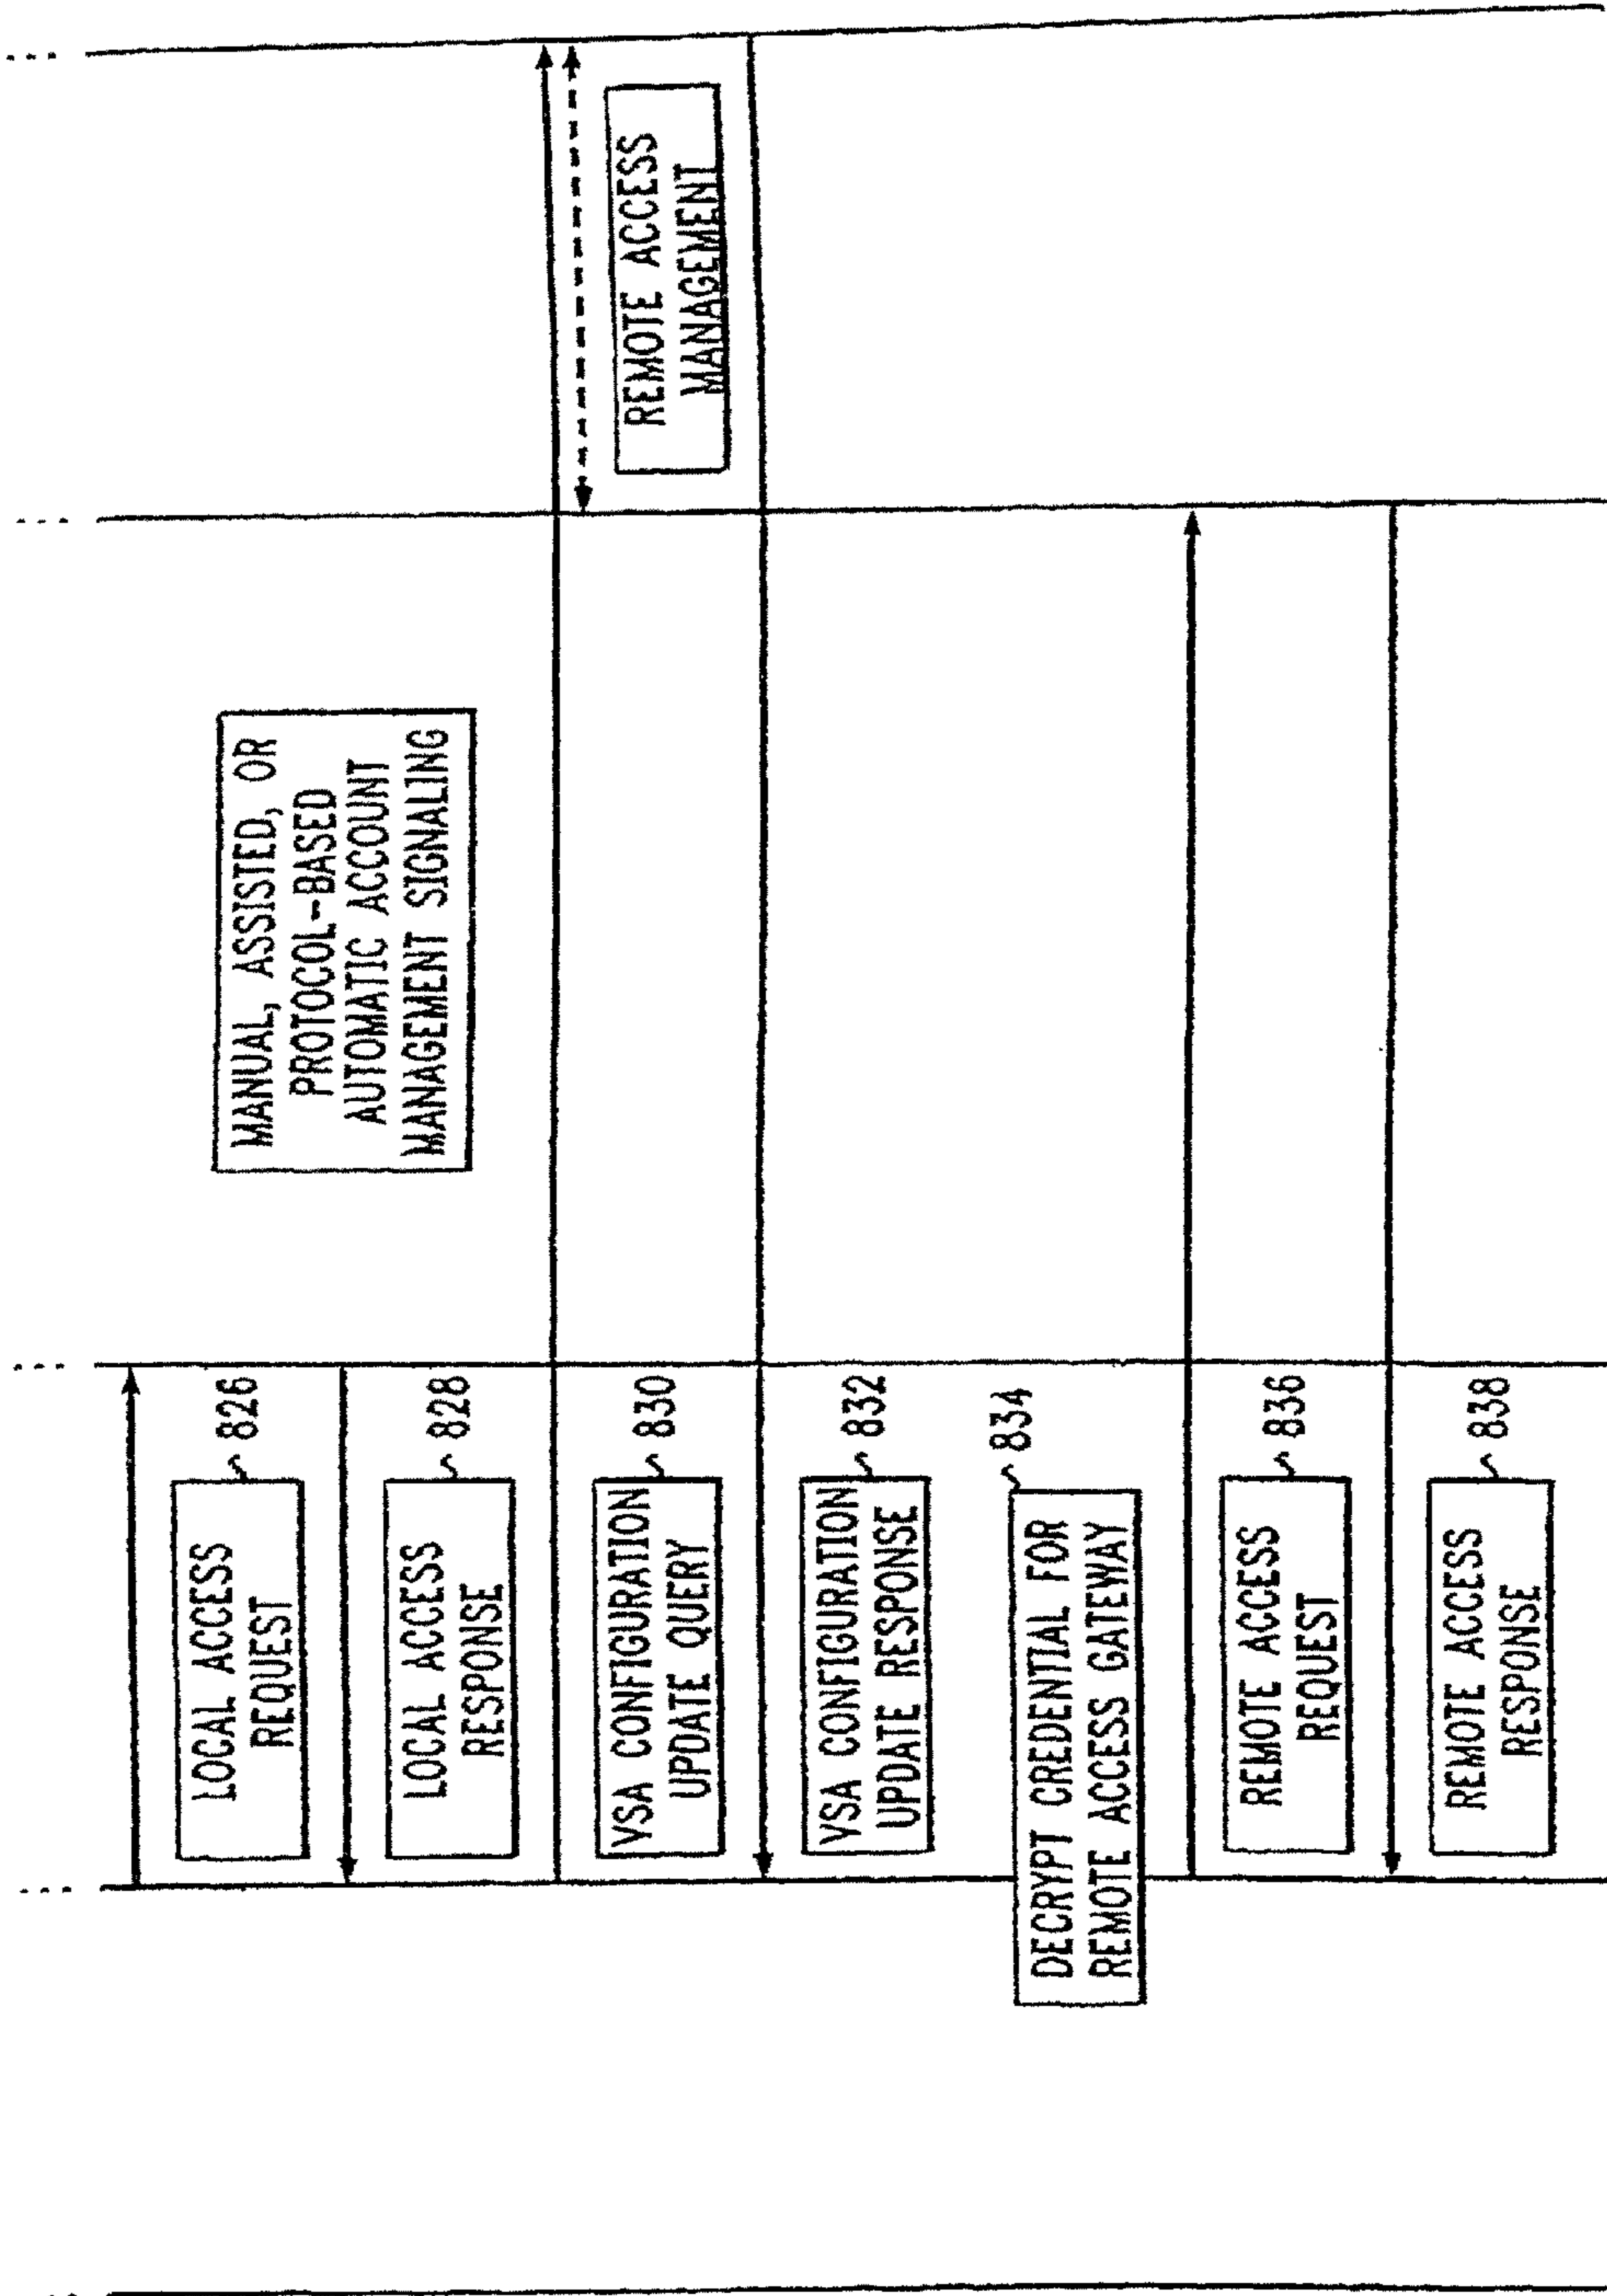 LOCAL ACCESS
REQUEST
826
LOCAL ACCESS
RESPONSE
828
MANUAL, ASSISTED, OR
PROTOCOL-BASED
AUTOMATIC ACCOUNT
MANAGEMENT SIGNALING
VSA CONFIGURATION
UPDATE QUERY
830
REMOTE ACCESS
MANAGEMENT
VSA CONFIGURATION
UPDATE RESPONSE
832
DECRYPT CREDENTIAL FOR
REMOTE ACCESS GATEWAY
834
REMOTE ACCESS
REQUEST
836
REMOTE ACCESS
RESPONSE
838